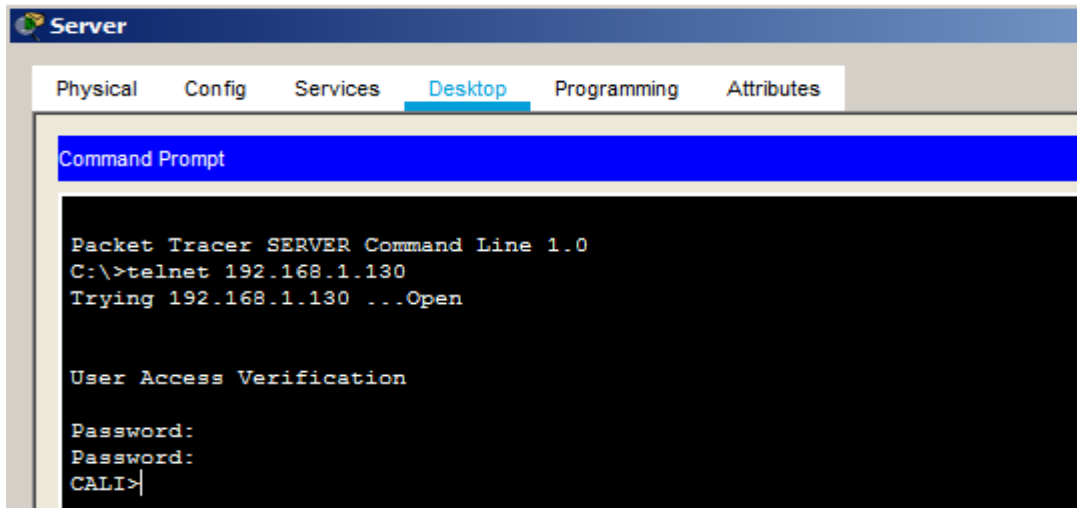 Server
Physical Config Services Desktop Programming Attributes
Command Prompt
Packet Tracer SERVER Command Line 1.0
C:\>telnet 192.168.1.130
Trying 192.168.1.130 ...Open
User Access Verification
Password:
Password:
CALI>